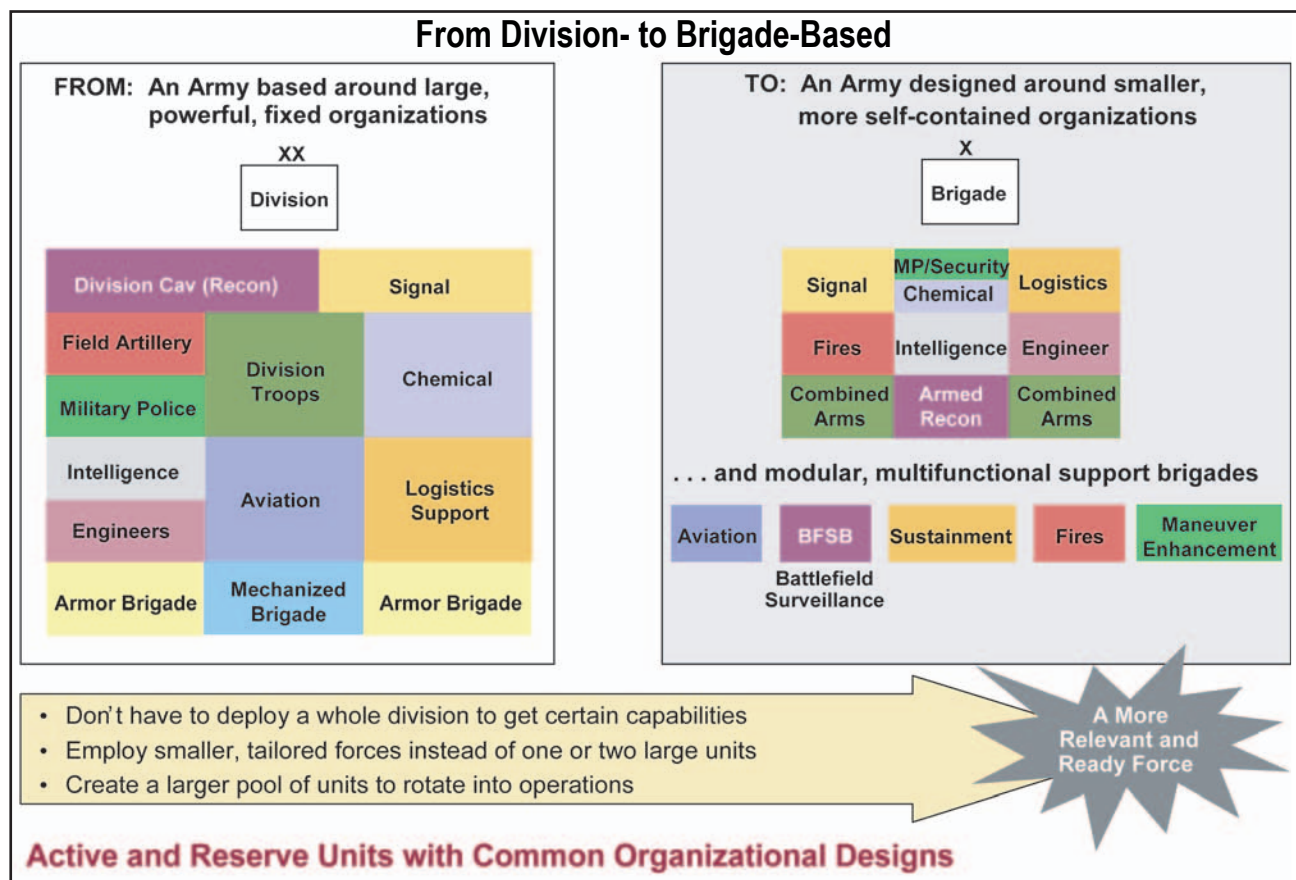 From Division- to Brigade-Based
FROM: An Army based around large,
powerful, fixed organizations
XX
Division
Division Cav (Recon)
Signal
Field Artillery
Division
Troops
Chemical
Military Police
Intelligence
Aviation
Logistics
Support
Engineers
Armor Brigade
Mechanized
Brigade
Armor Brigade
TO: An Army designed around smaller,
more self-contained organizations
X
Brigade
Signal
MP/Security
Chemical
Logistics
Fires
Intelligence
Engineer
Combined
Arms
Armed
Recon
Combined
Arms
. . . and modular, multifunctional support brigades
Aviation
BFSB
Battlefield
Surveillance
Sustainment
Fires
Maneuver
Enhancement
• Don't have to deploy a whole division to get certain capabilities
• Employ smaller, tailored forces instead of one or two large units
• Create a larger pool of units to rotate into operations
A More
Relevant and
Ready Force
Active and Reserve Units with Common Organizational Designs